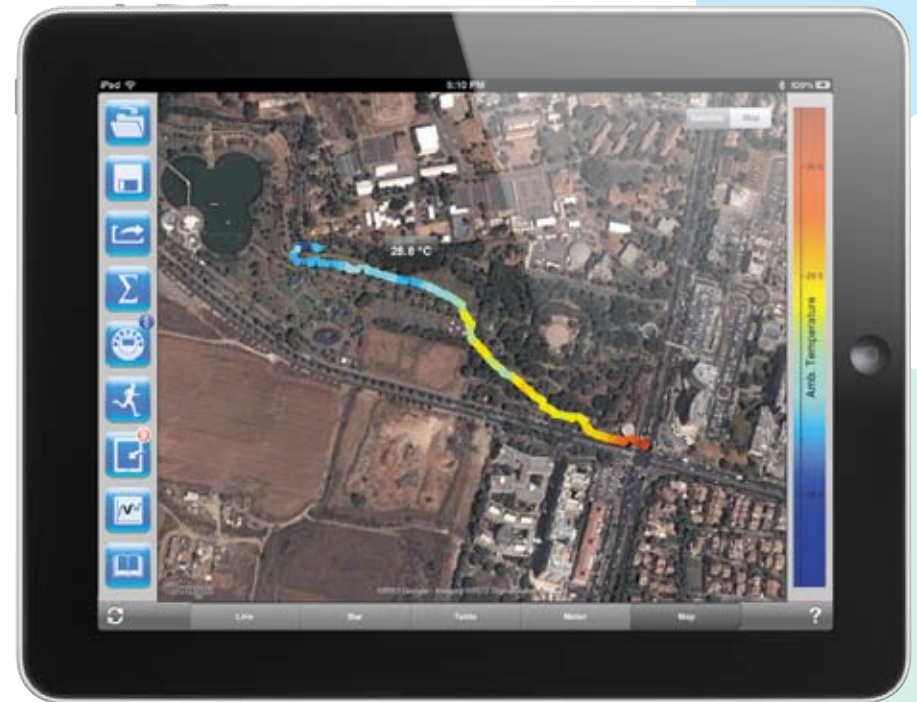 iPad
5:10 PM
100%
Satellite
Map
28.8 °C
Amb. Temperature
Line
Bar
Table
Meter
Map
?